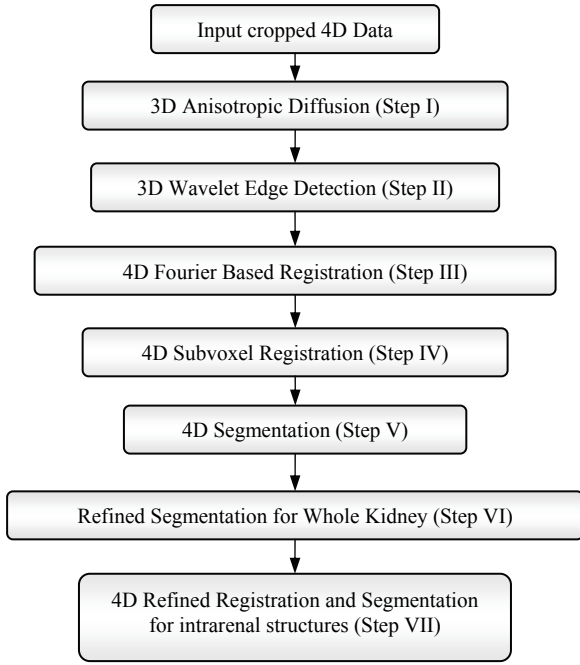 Input cropped 4D Data
3D Anisotropic Diffusion (Step I)
3D Wavelet Edge Detection (Step II)
4D Fourier Based Registration (Step III)
4D Subvoxel Registration (Step IV)
4D Segmentation (Step V)
Refined Segmentation for Whole Kidney (Step VI)
4D Refined Registration and Segmentation
for intrarenal structures (Step VII)